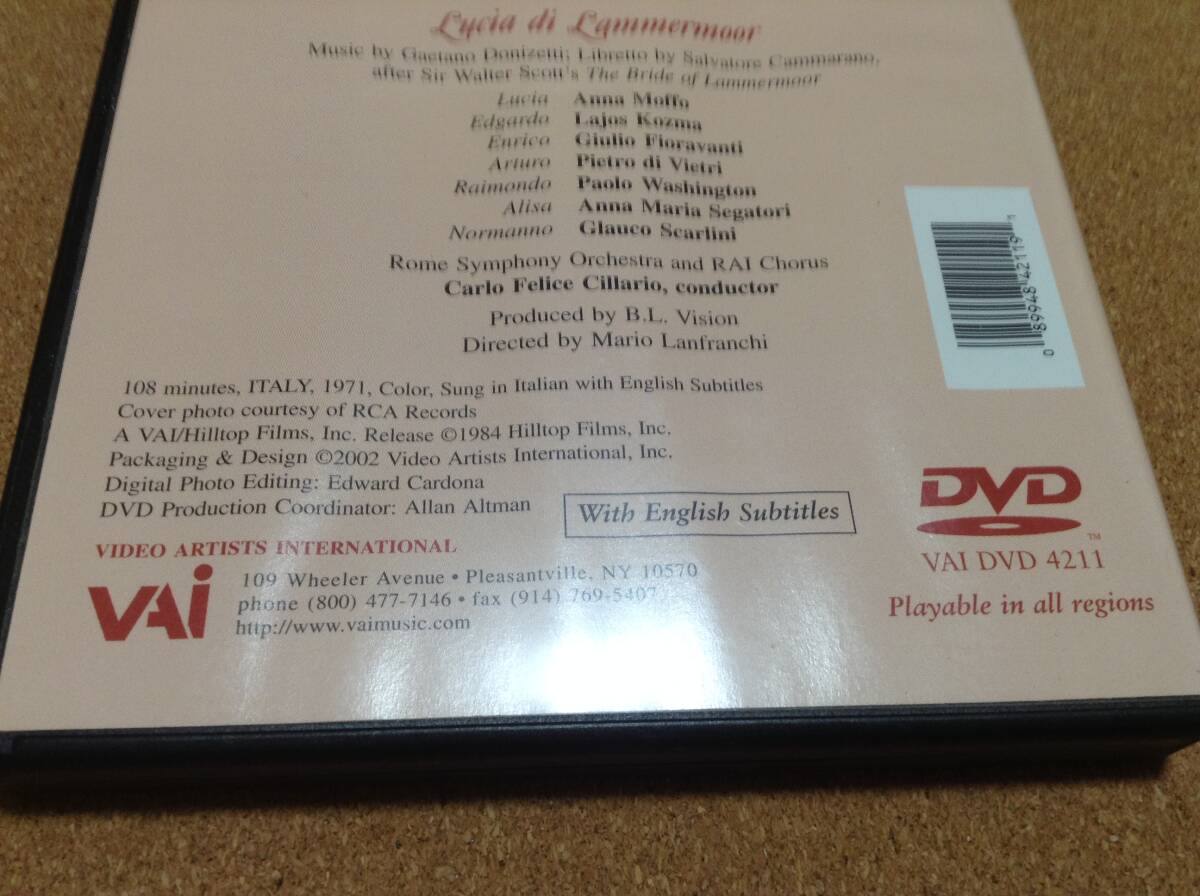 Lucia di Lammermoor
Music by Gaetano Donizetti; Libretto by Salvatore Cammarano,
after Sir Walter Scott's The Bride of Lammermoor
Lucia Anna Moffo
Edgardo Lajos Kozma
Enrico Giulio Fioravanti
Arturo Pietro di Vietri
Raimondo Paolo Washington
Alisa Anna Maria Segatori
Normanno Glauco Scarlini
Rome Symphony Orchestra and RAI Chorus
Carlo Felice Cillario, conductor
Produced by B.L. Vision
Directed by Mario Lanfranchi
0 89948 42119 1
108 minutes, ITALY, 1971, Color, Sung in Italian with English Subtitles
Cover photo courtesy of RCA Records
A VAI/Hilltop Films, Inc. Release ©1984 Hilltop Films, Inc.
Packaging & Design ©2002 Video Artists International, Inc.
Digital Photo Editing: Edward Cardona
DVD Production Coordinator: Allan Altman
With English Subtitles
DVD
TM
VAI DVD 4211
Playable in all regions
VIDEO ARTISTS INTERNATIONAL
VAI
109 Wheeler Avenue • Pleasantville, NY 10570
phone (800) 477-7146 • fax (914) 769-5407
http://www.vaimusic.com